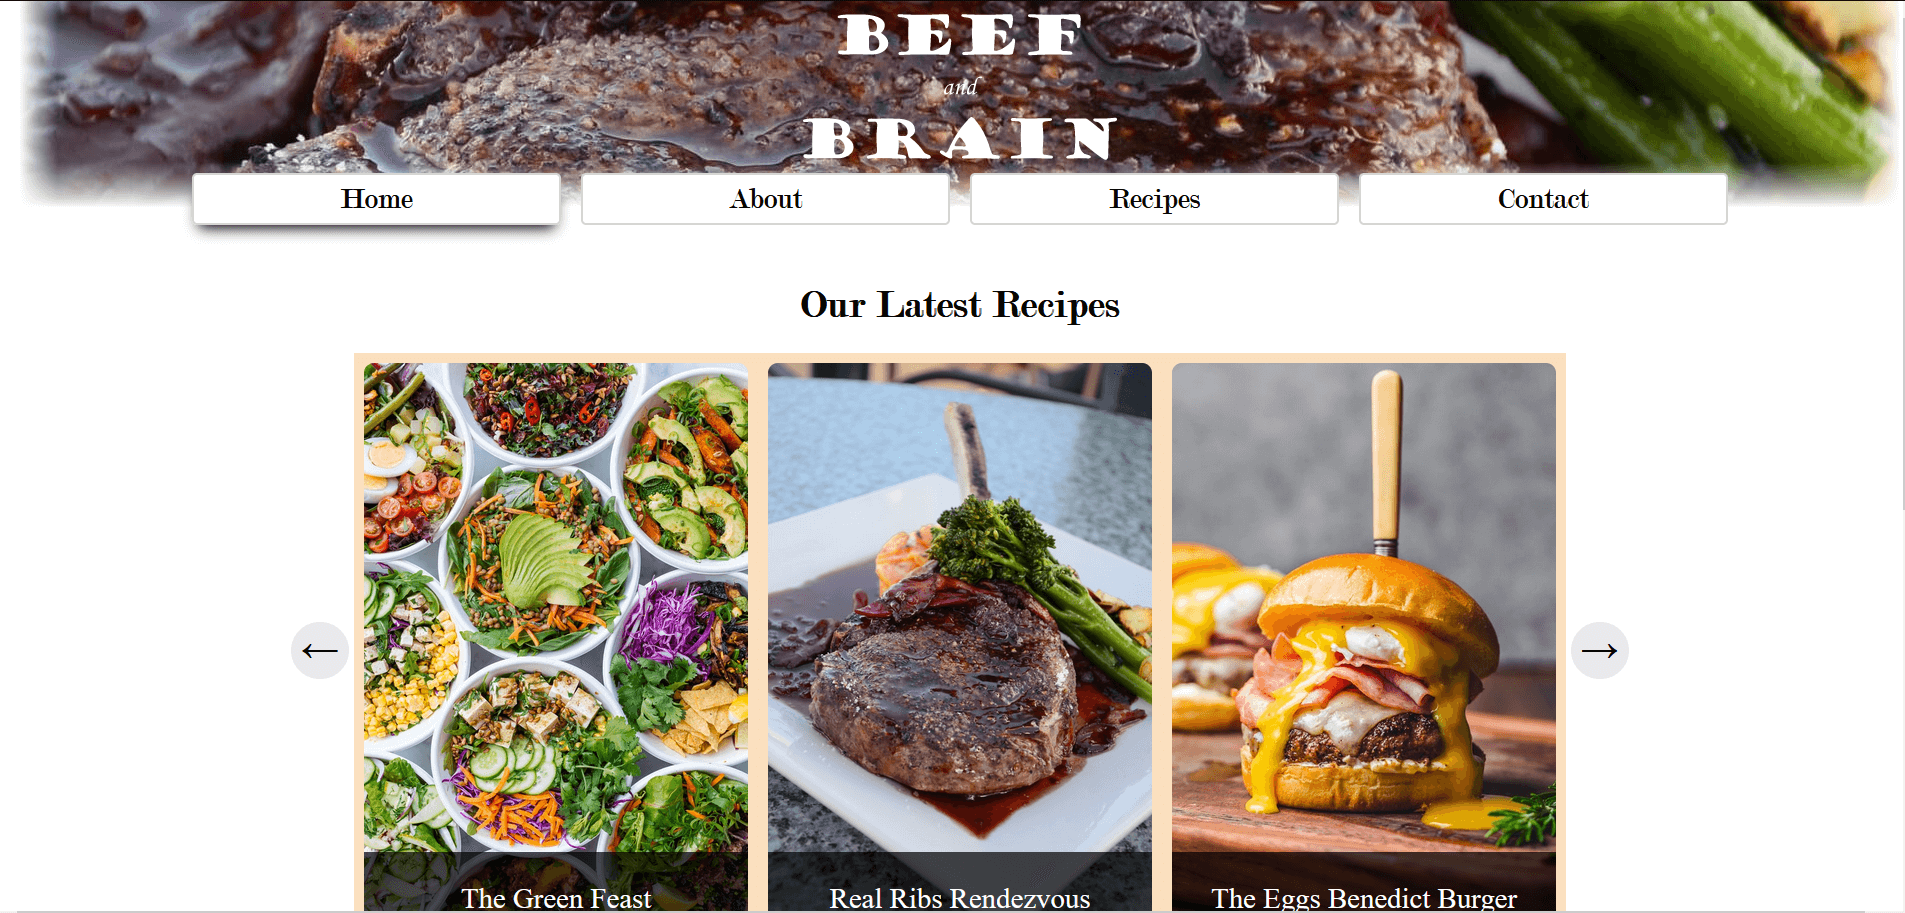 BEEF
and
BRAIN
Home About Recipes Contact
Our Latest Recipes
← →
The Green Feast Real Ribs Rendezvous The Eggs Benedict Burger